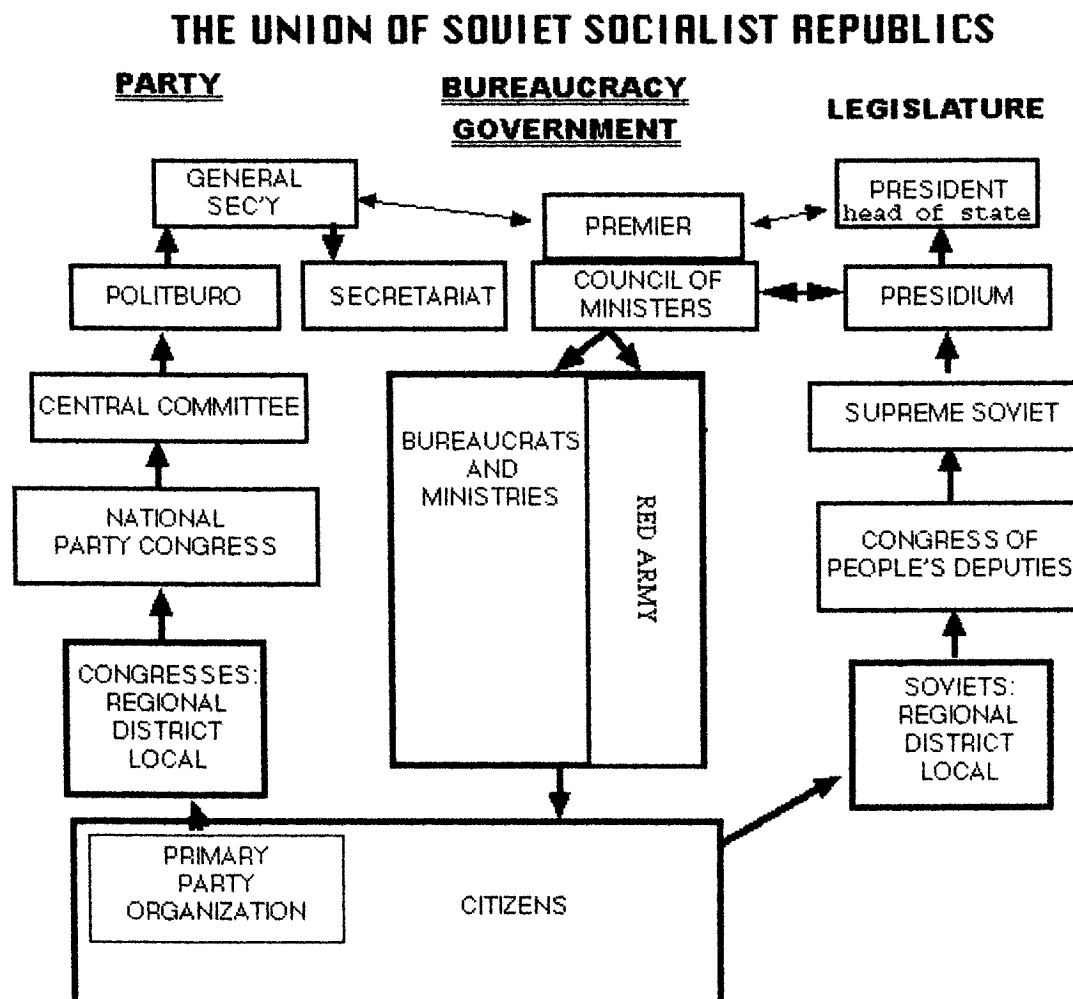 THE UNION OF SOVIET SOCIALIST REPUBLICS
PARTY
BUREAUCRACY
GOVERNMENT
LEGISLATURE
GENERAL
SEC'Y
PREMIER
PRESIDENT
head of state
POLITBURO
SECRETARIAT
COUNCIL OF
MINISTERS
PRESIDIUM
CENTRAL COMMITTEE
BUREAUCRATS
AND
MINISTRIES
RED ARMY
SUPREME SOVIET
NATIONAL
PARTY CONGRESS
CONGRESS OF
PEOPLE'S DEPUTIES
CONGRESSES:
REGIONAL
DISTRICT
LOCAL
SOVIETS:
REGIONAL
DISTRICT
LOCAL
PRIMARY
PARTY
ORGANIZATION
CITIZENS